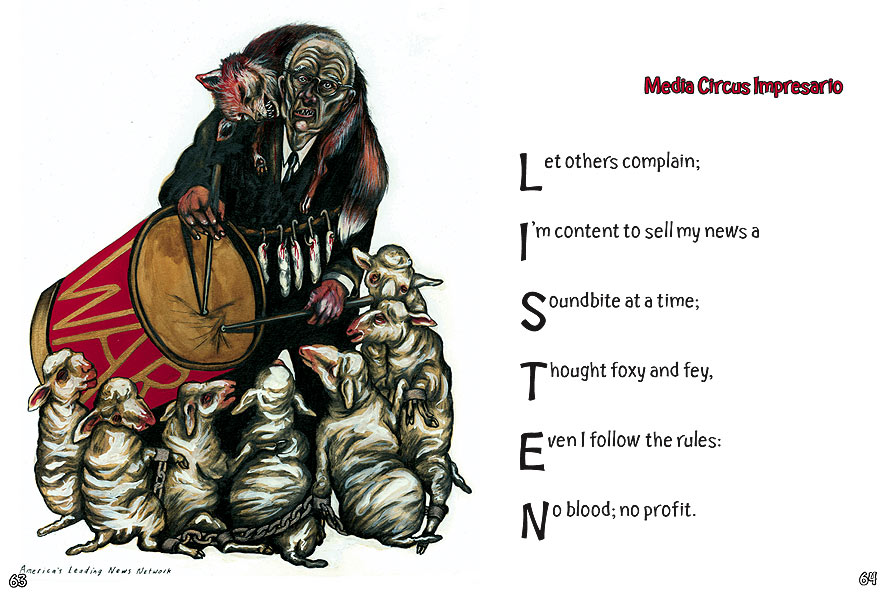 WAR
America's Leading News Network
63
Media Circus Impresario
Let others complain;
I'm content to sell my news a
Soundbite at a time;
Thought foxy and fey,
Even I follow the rules:
No blood; no profit.
64